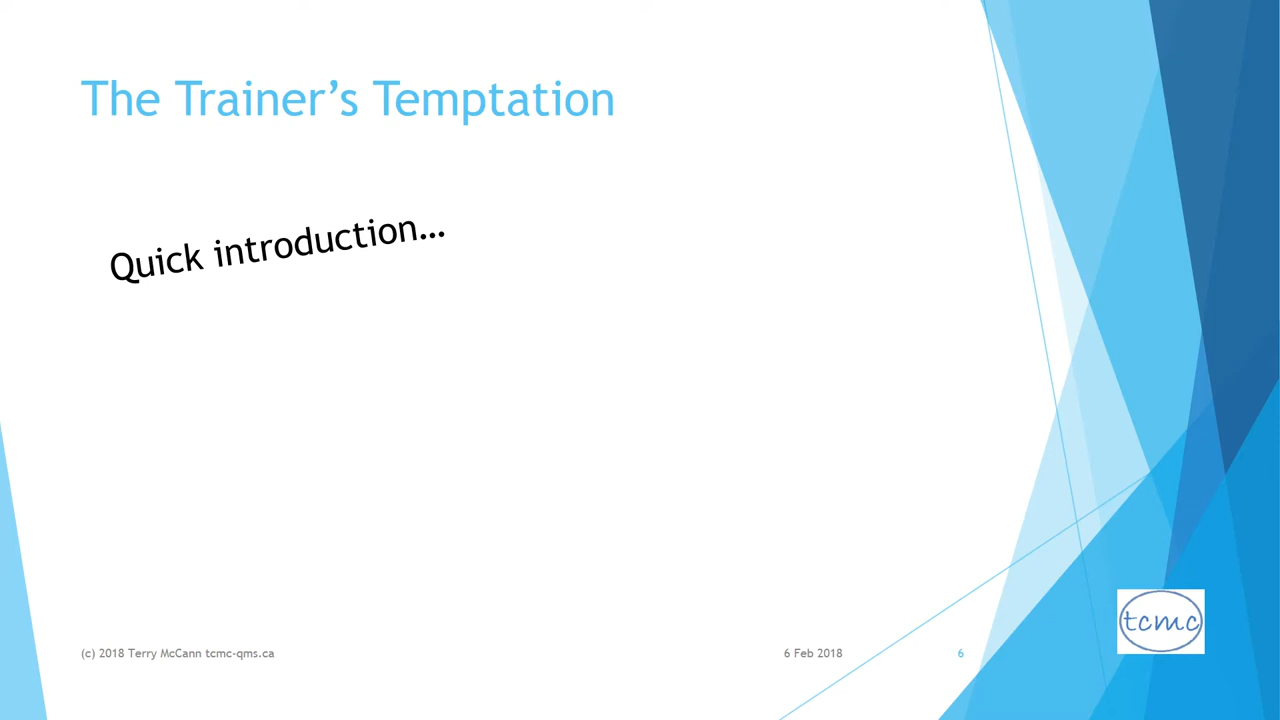 The Trainer’s Temptation
Quick introduction…
(c) 2018 Terry McCann tcmc-qms.ca
6 Feb 2018
6
tcmc